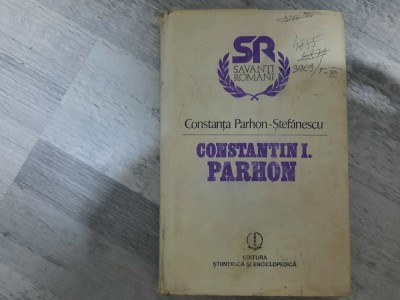 SR
SAVANȚI
ROMÂNI
Constanța Parhon-Ștefănescu
CONSTANTIN I.
PARHON
EDITURA
ȘTIINȚIFICĂ ȘI ENCICLOPEDICĂ